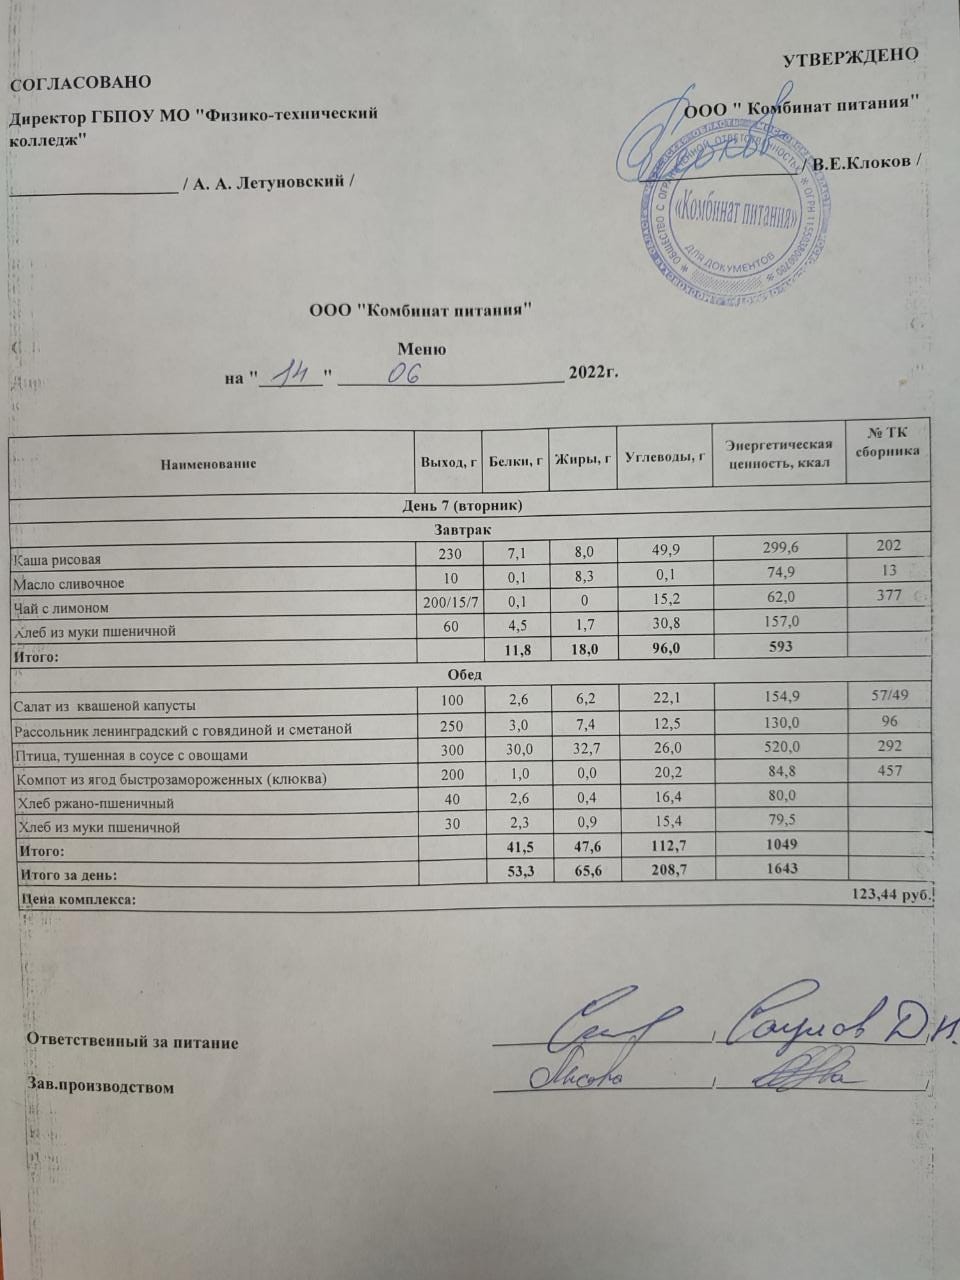 СОГЛАСОВАНО
Директор ГБПОУ МО "Физико-технический
колледж"
/ А. А. Летуновский /
УТВЕРЖДЕНО
ООО " Комбинат питания"
/ В.Е.Клоков /
«Комбинат питания»
ДЛЯ ДОКУМЕНТОВ
ООО "Комбинат питания"
Меню
на " 14 " 06 2022г.
Наименование Выход, г Белки, г Жиры, г Углеводы, г Энергетическая ценность, ккал № ТК сборника
День 7 (вторник)
Завтрак
Каша рисовая 230 7,1 8,0 49,9 299,6 202
Масло сливочное 10 0,1 8,3 0,1 74,9 13
Чай с лимоном 200/15/7 0,1 0 15,2 62,0 377
Хлеб из муки пшеничной 60 4,5 1,7 30,8 157,0
Итого: 11,8 18,0 96,0 593
Обед
Салат из квашеной капусты 100 2,6 6,2 22,1 154,9 57/49
Рассольник ленинградский с говядиной и сметаной 250 3,0 7,4 12,5 130,0 96
Птица, тушенная в соусе с овощами 300 30,0 32,7 26,0 520,0 292
Компот из ягод быстрозамороженных (клюква) 200 1,0 0,0 20,2 84,8 457
Хлеб ржано-пшеничный 40 2,6 0,4 16,4 80,0
Хлеб из муки пшеничной 30 2,3 0,9 15,4 79,5
Итого: 41,5 47,6 112,7 1049
Итого за день: 53,3 65,6 208,7 1643
Цена комплекса: 123,44 руб.
Ответственный за питание
Зав.производством